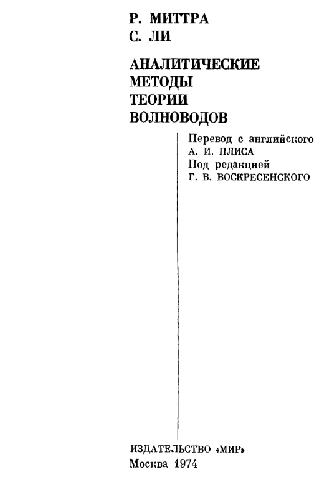 Р. МИТТРА
С. ЛИ
АНАЛИТИЧЕСКИЕ
МЕТОДЫ
ТЕОРИИ
ВОЛНОВОДОВ
Перевод с английского
А. И. ПЛИСА
Под редакцией
Г. В. ВОСКРЕСЕНСКОГО
ИЗДАТЕЛЬСТВО «МИР»
Москва 1974